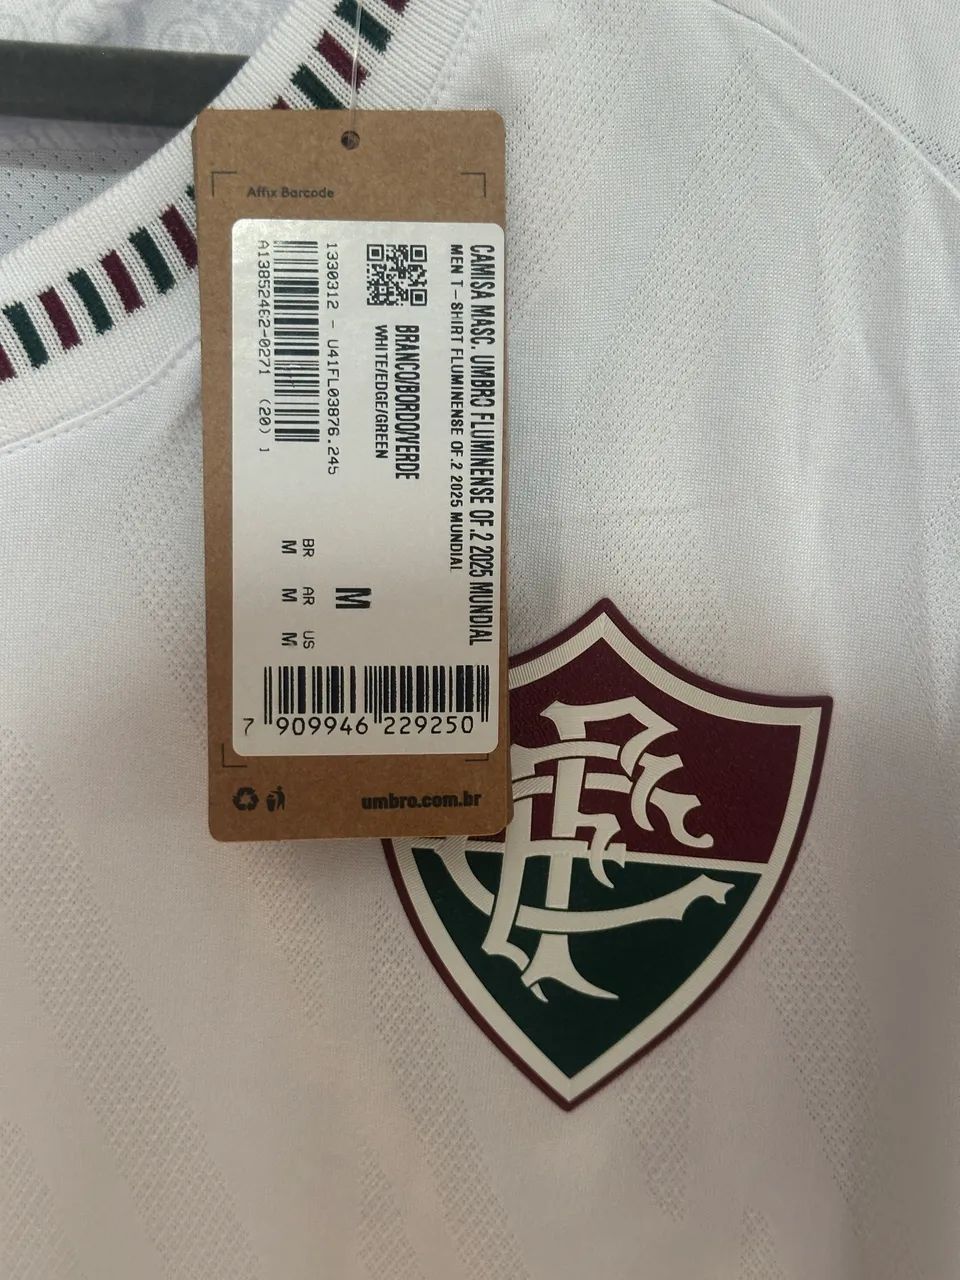 Affix Barcode
CAMISA MASC. UMBRO FLUMINENSE OF.2 2025 MUNDIAL
MEN T-SHIRT FLUMINENSE OF.2 2025 MUNDIAL
BRANCO/BORDO/VERDE
WHITE/EDGE/GREEN
1330312 - U41FL03876.245
A13852462-0271 (20) 1
M
BR AR US
M M M
7 909946 229250
umbro.com.br